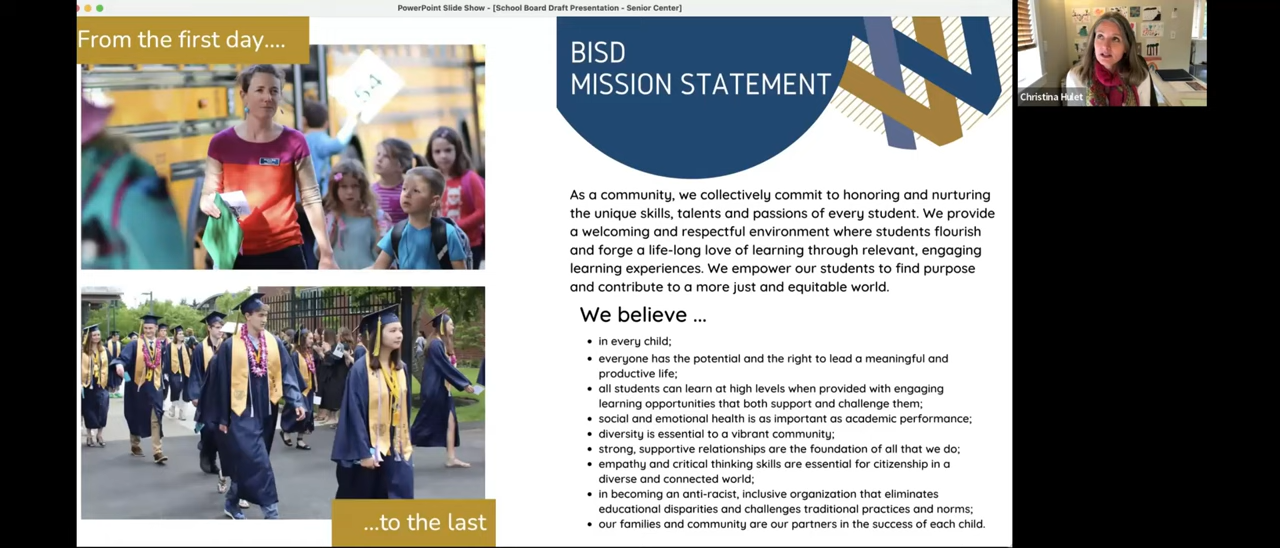 PowerPoint Slide Show - [School Board Draft Presentation - Senior Center]
From the first day....
54
...to the last
BISD
MISSION STATEMENT
As a community, we collectively commit to honoring and nurturing
the unique skills, talents and passions of every student. We provide
a welcoming and respectful environment where students flourish
and forge a life-long love of learning through relevant, engaging
learning experiences. We empower our students to find purpose
and contribute to a more just and equitable world.
We believe ...
• in every child;
• everyone has the potential and the right to lead a meaningful and
productive life;
• all students can learn at high levels when provided with engaging
learning opportunities that both support and challenge them;
• social and emotional health is as important as academic performance;
• diversity is essential to a vibrant community;
• strong, supportive relationships are the foundation of all that we do;
• empathy and critical thinking skills are essential for citizenship in a
diverse and connected world;
• in becoming an anti-racist, inclusive organization that eliminates
educational disparities and challenges traditional practices and norms;
• our families and community are our partners in the success of each child.
Christina Hulet